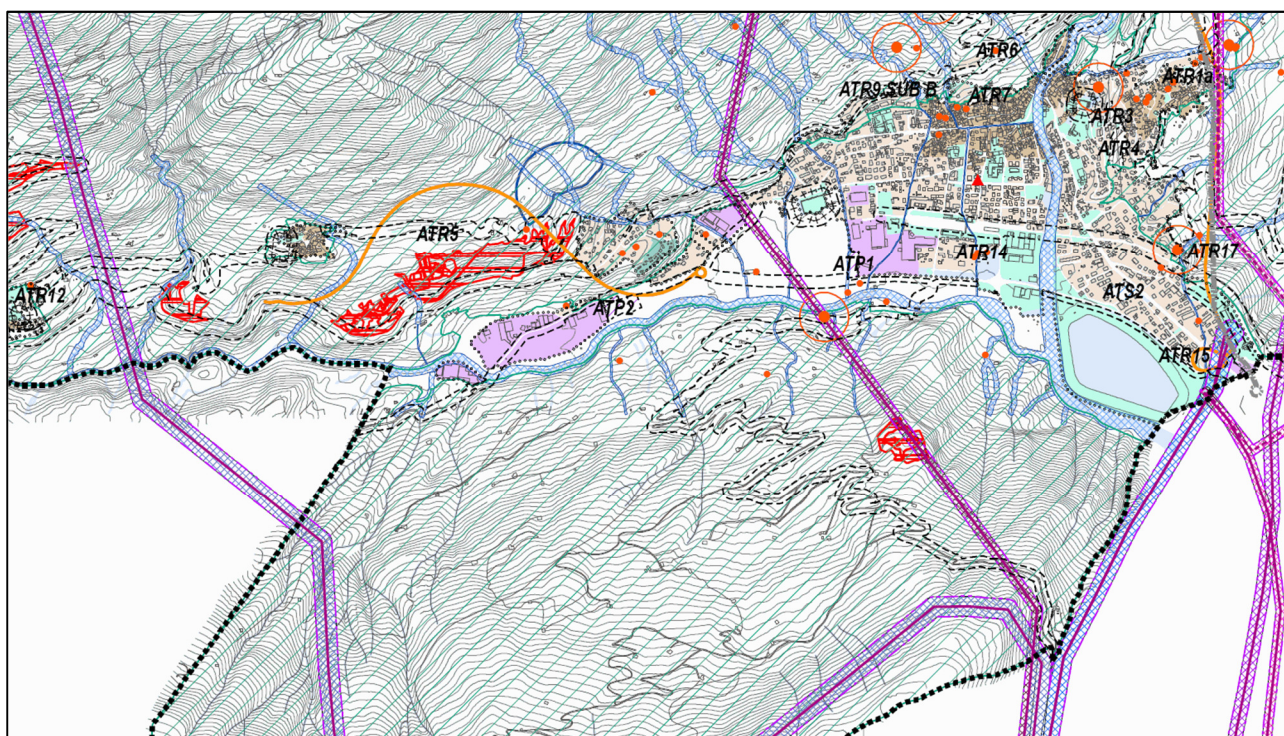 ATR6
ATR1a
ATR9 SUB B
ATR7
ATR3
ATR4
ATR5
ATR17
ATR14
ATP1
ATR12
ATS2
ATP2
ATR15